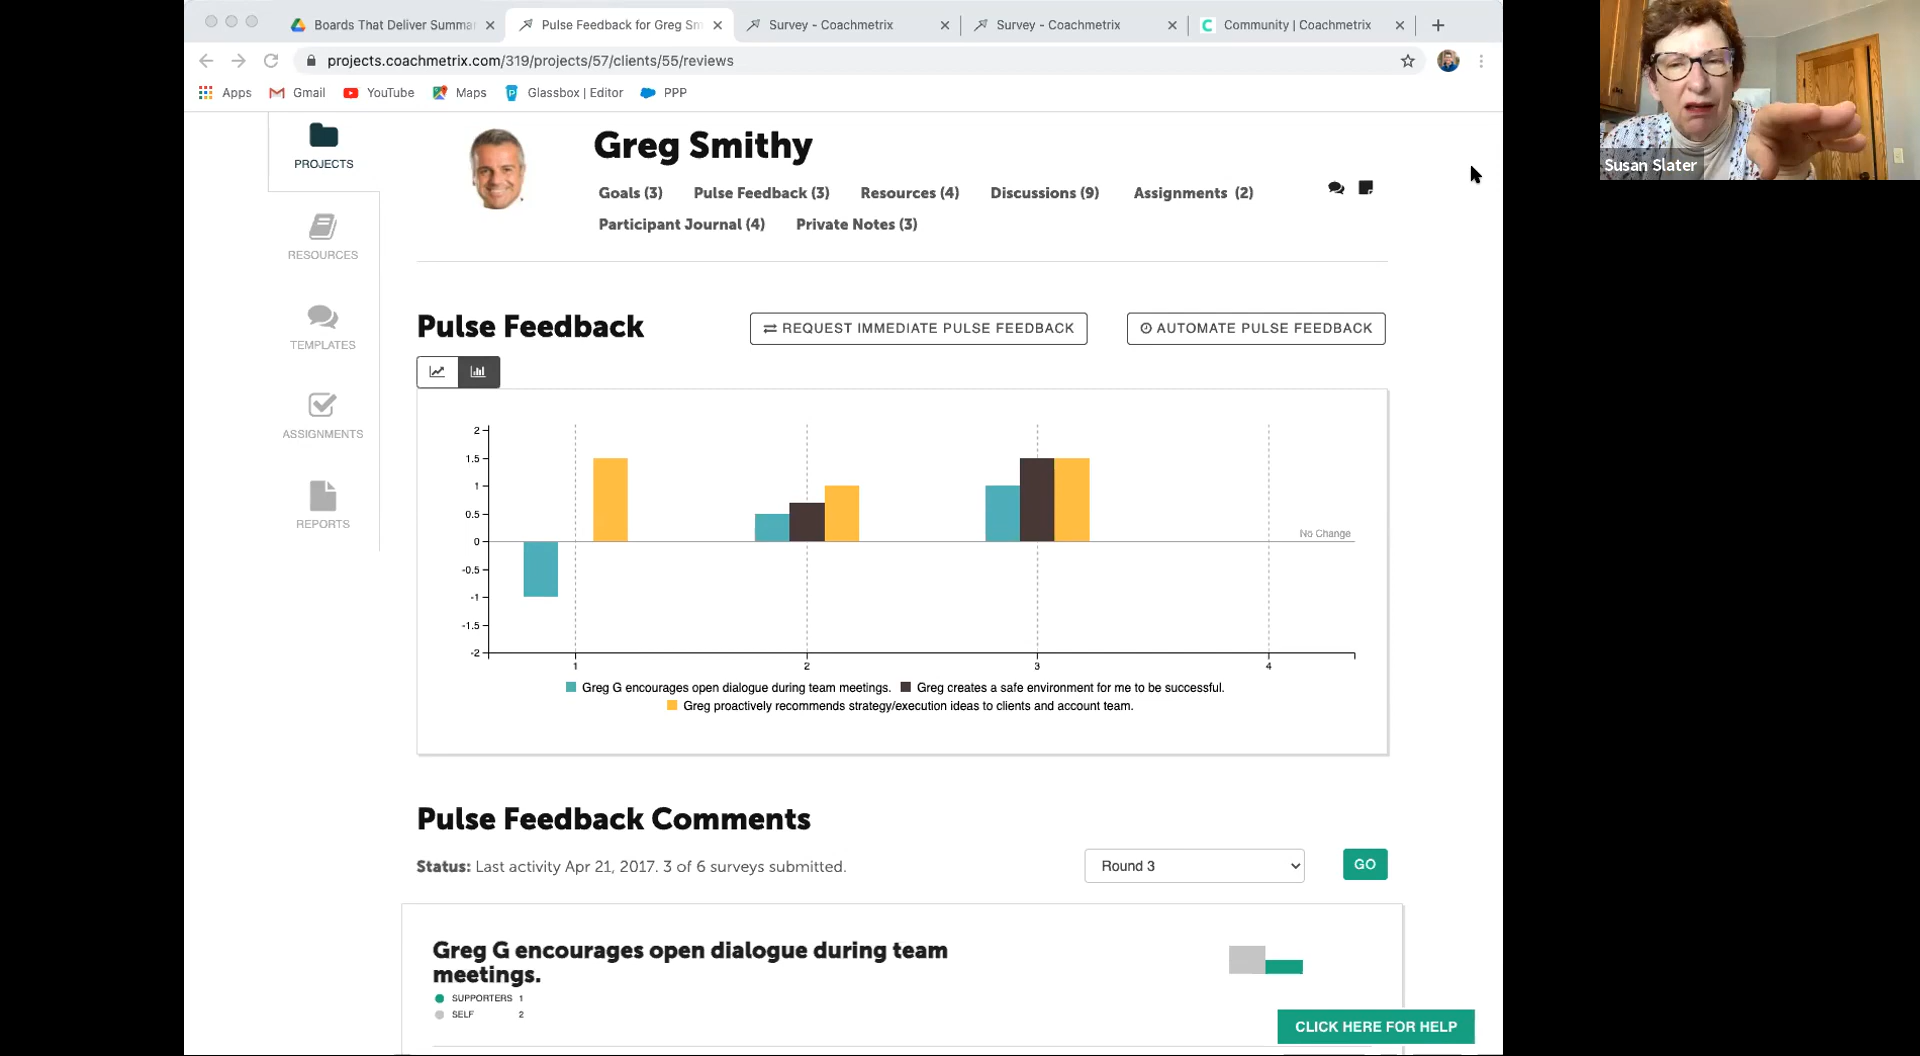 Boards That Deliver Summar
Pulse Feedback for Greg Sm
Survey - Coachmetrix
Survey - Coachmetrix
Community | Coachmetrix
projects.coachmetrix.com/319/projects/57/clients/55/reviews
Apps Gmail YouTube Maps Glassbox | Editor PPP
Susan Slater
PROJECTS
RESOURCES
TEMPLATES
ASSIGNMENTS
REPORTS
Greg Smithy
Goals (3) Pulse Feedback (3) Resources (4) Discussions (9) Assignments (2)
Participant Journal (4) Private Notes (3)
Pulse Feedback
REQUEST IMMEDIATE PULSE FEEDBACK
AUTOMATE PULSE FEEDBACK
2
1.5
1
0.5
0
-0.5
-1
-1.5
-2
No Change
1 2 3 4
Greg G encourages open dialogue during team meetings. Greg creates a safe environment for me to be successful.
Greg proactively recommends strategy/execution ideas to clients and account team.
Pulse Feedback Comments
Status: Last activity Apr 21, 2017. 3 of 6 surveys submitted.
Round 3
GO
Greg G encourages open dialogue during team
meetings.
SUPPORTERS 1
SELF 2
CLICK HERE FOR HELP